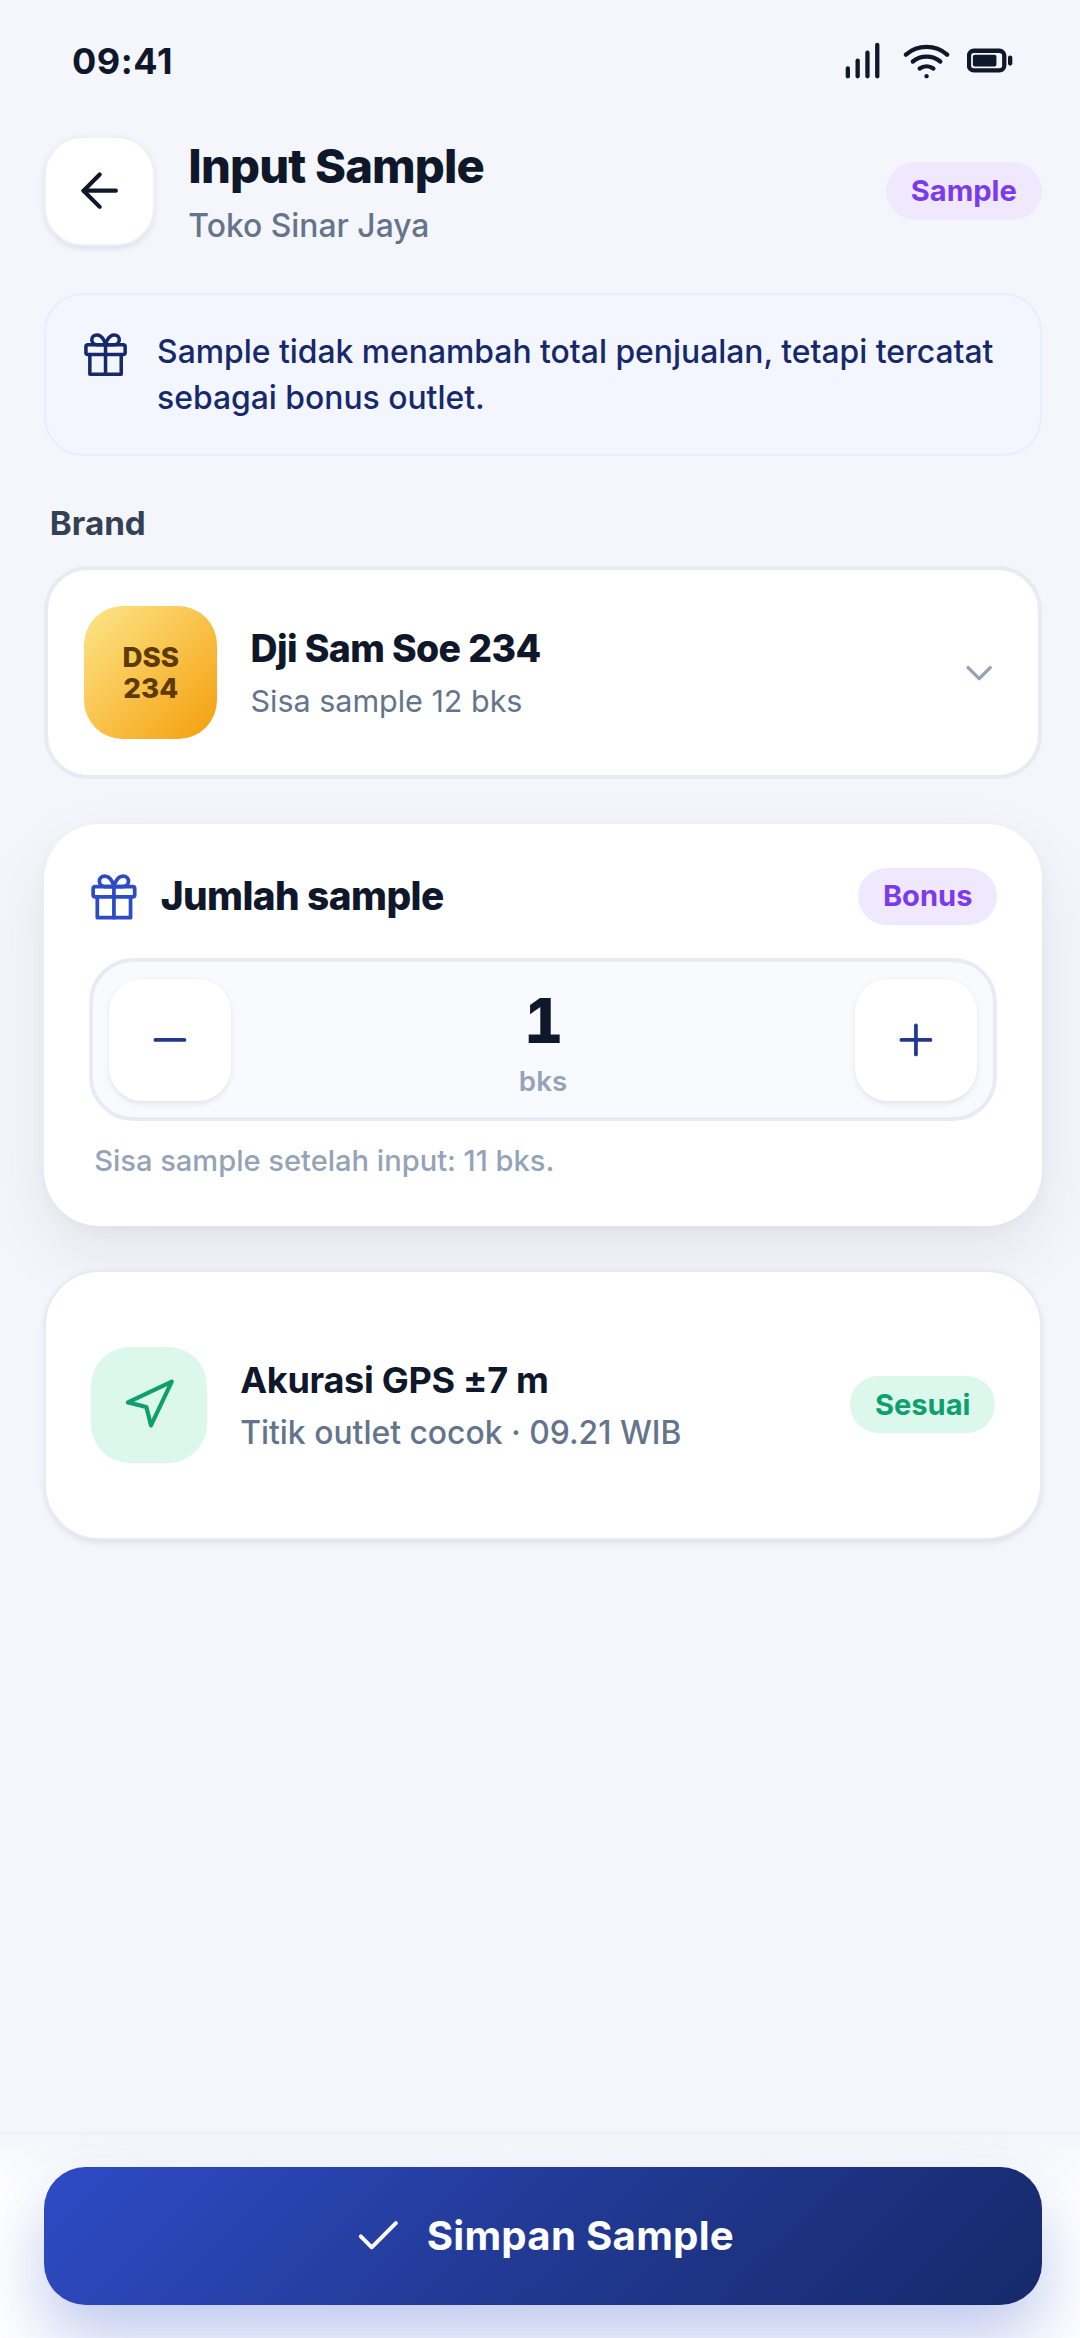 09:41
Input Sample
Toko Sinar Jaya
Sample
Sample tidak menambah total penjualan, tetapi tercatat
sebagai bonus outlet.
Brand
DSS
234
Dji Sam Soe 234
Sisa sample 12 bks
Jumlah sample
Bonus
1
bks
Sisa sample setelah input: 11 bks.
Akurasi GPS ±7 m
Titik outlet cocok · 09.21 WIB
Sesuai
Simpan Sample